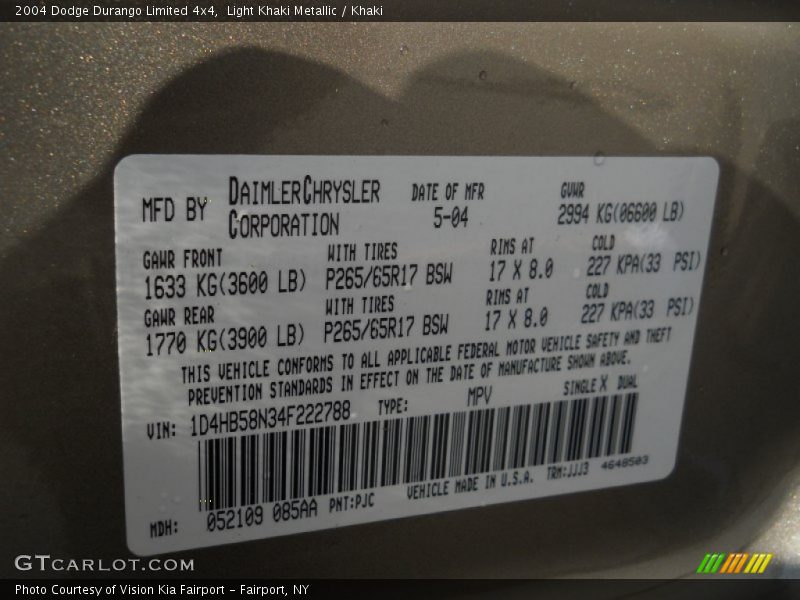 2004 Dodge Durango Limited 4x4, Light Khaki Metallic / Khaki
MFD BY DAIMLERCHRYSLER CORPORATION
DATE OF MFR 5-04
GVWR 2994 KG(06600 LB)
GAWR FRONT WITH TIRES RIMS AT COLD
1633 KG(3600 LB) P265/65R17 BSW 17 X 8.0 227 KPA(33 PSI)
GAWR REAR WITH TIRES RIMS AT COLD
1770 KG(3900 LB) P265/65R17 BSW 17 X 8.0 227 KPA(33 PSI)
THIS VEHICLE CONFORMS TO ALL APPLICABLE FEDERAL MOTOR VEHICLE SAFETY AND THEFT
PREVENTION STANDARDS IN EFFECT ON THE DATE OF MANUFACTURE SHOWN ABOVE.
VIN: 1D4HB58N34F222788 TYPE: MPV SINGLE X DUAL
MDH: 052109 085AA PNT:PJC VEHICLE MADE IN U.S.A. TRM:JJJ3 4648503
GTCARLOT.COM
Photo Courtesy of Vision Kia Fairport – Fairport, NY